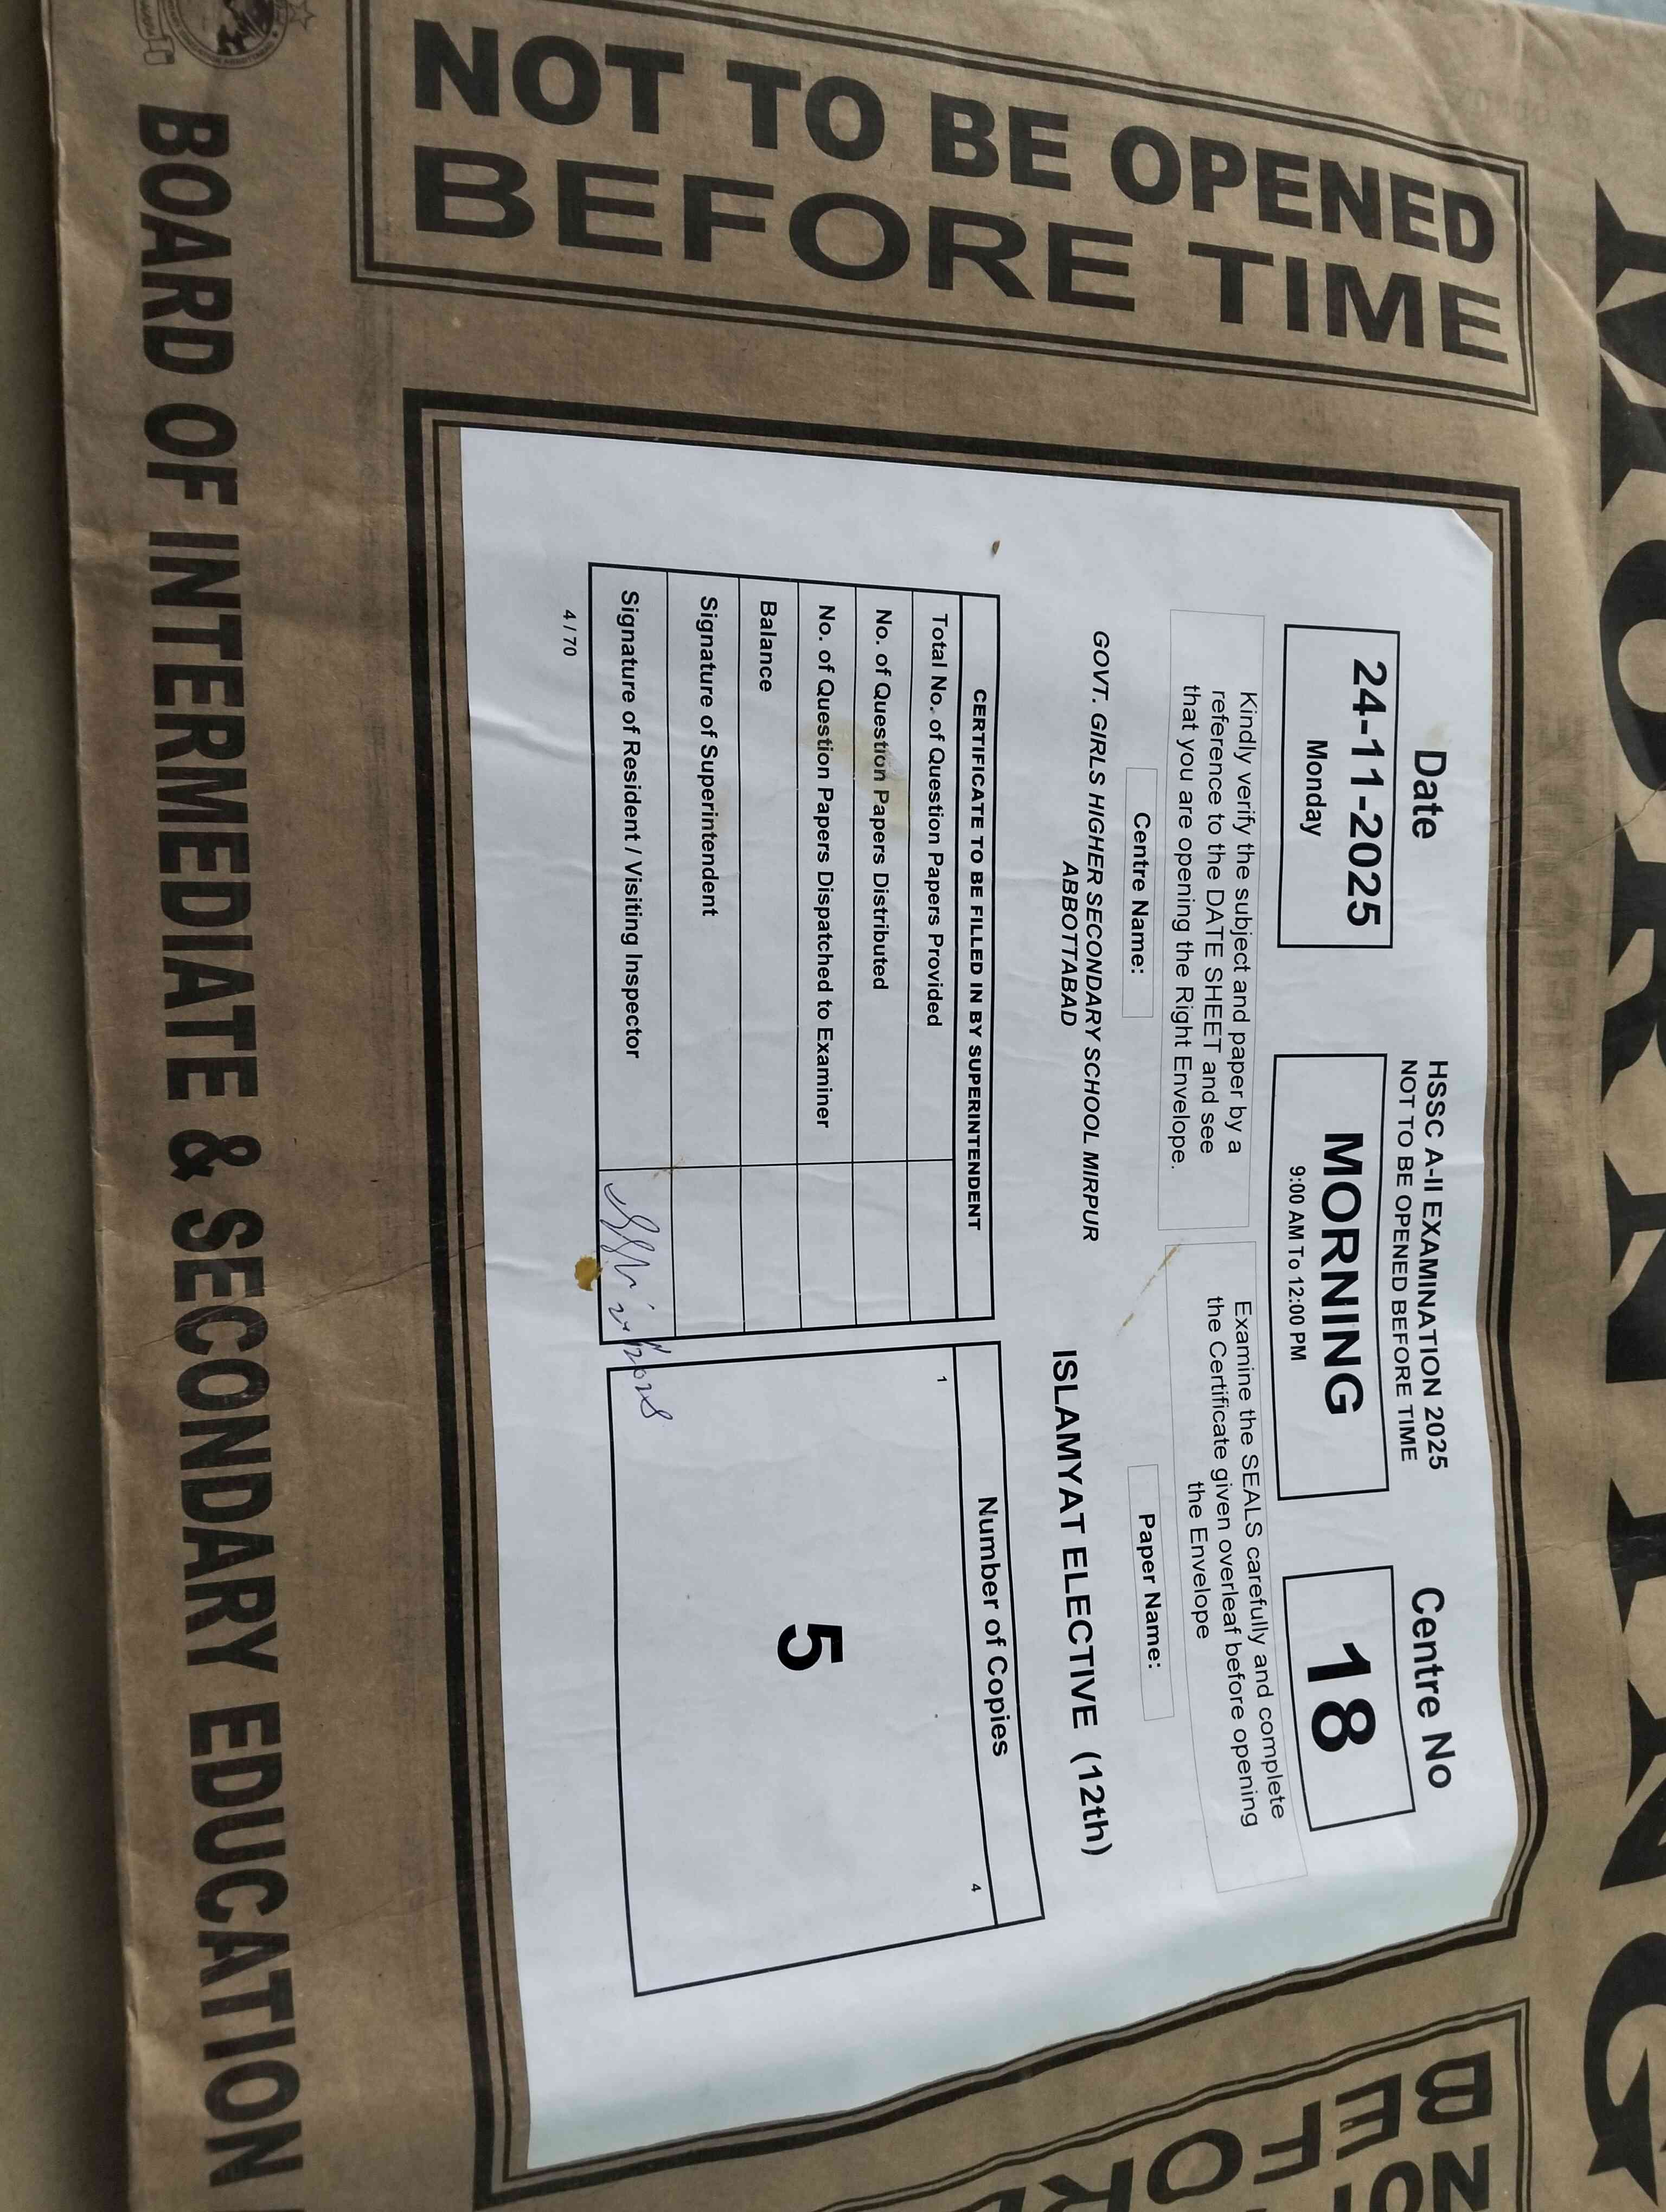 MORNING
NOT TO BE OPENED
BEFORE TIME
Date
24-11-2025
Monday
HSSC A-II EXAMINATION 2025
NOT TO BE OPENED BEFORE TIME
MORNING
9:00 AM To 12:00 PM
Centre No
18
Kindly verify the subject and paper by a
reference to the DATE SHEET and see
that you are opening the Right Envelope.
Examine the SEALS carefully and complete
the Certificate given overleaf before opening
the Envelope
Centre Name:
GOVT. GIRLS HIGHER SECONDARY SCHOOL MIRPUR
ABBOTTABAD
Paper Name:
ISLAMYAT ELECTIVE (12th)
CERTIFICATE TO BE FILLED IN BY SUPERINTENDENT
Total No. of Question Papers Provided
No. of Question Papers Distributed
No. of Question Papers Dispatched to Examiner
Balance
Signature of Superintendent
Signature of Resident / Visiting Inspector
4 / 70
Number of Copies
1 4
5
BOARD OF INTERMEDIATE & SECONDARY EDUCATION